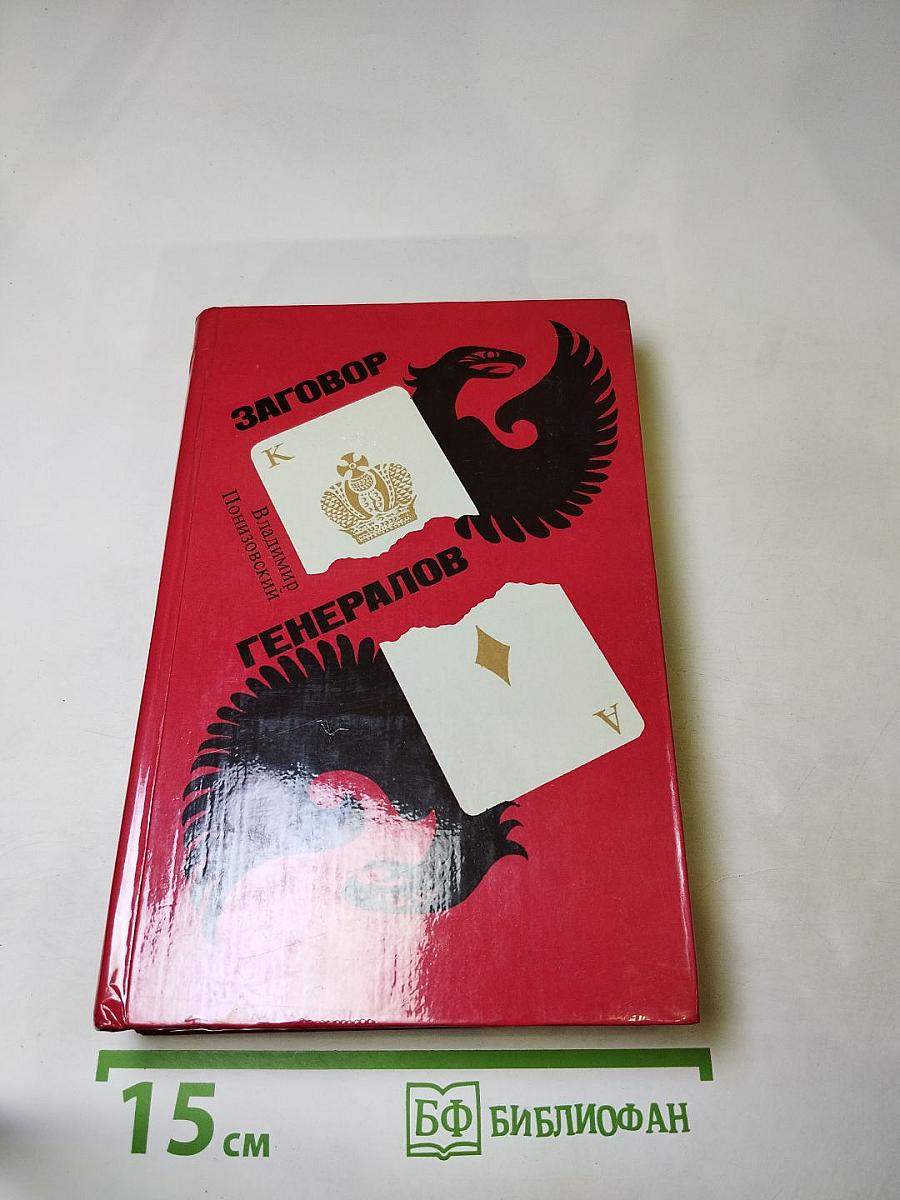 ЗАГОВОР
К
Владимир
Понизовский
ГЕНЕРАЛОВ
А
15 см
БФ БИБЛИОФАН